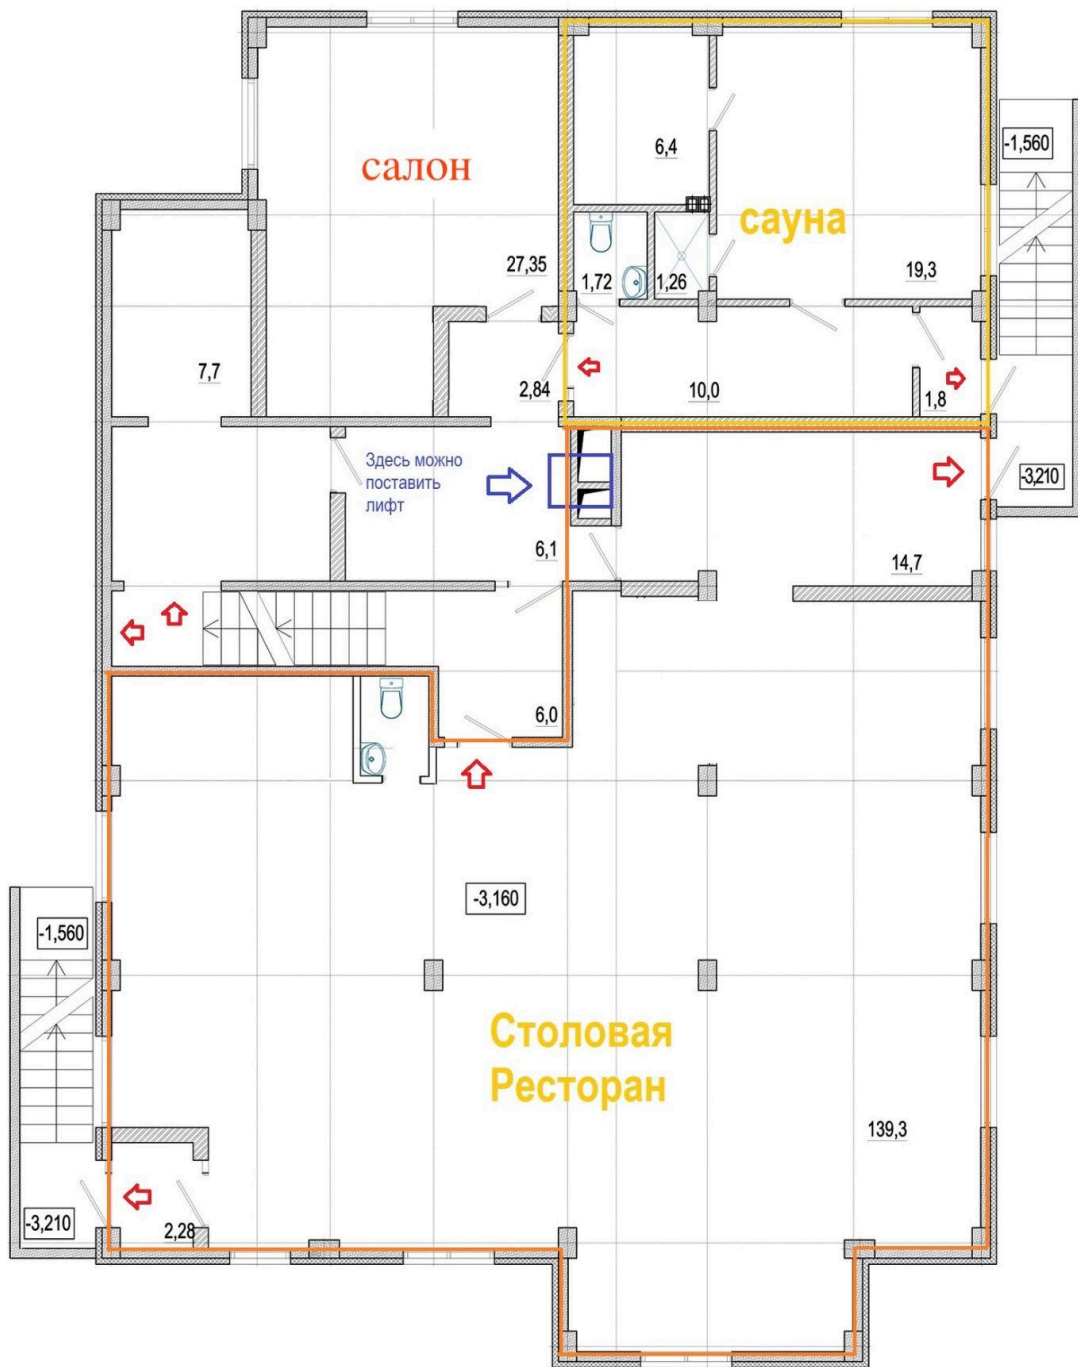 -1,560
6,4
салон
сауна
27,35
1,72
1,26
19,3
7,7
2,84
10,0
1,8
Здесь можно
поставить
лифт
-3,210
6,1
14,7
6,0
-3,160
-1,560
Столовая
Ресторан
139,3
-3,210
2,28